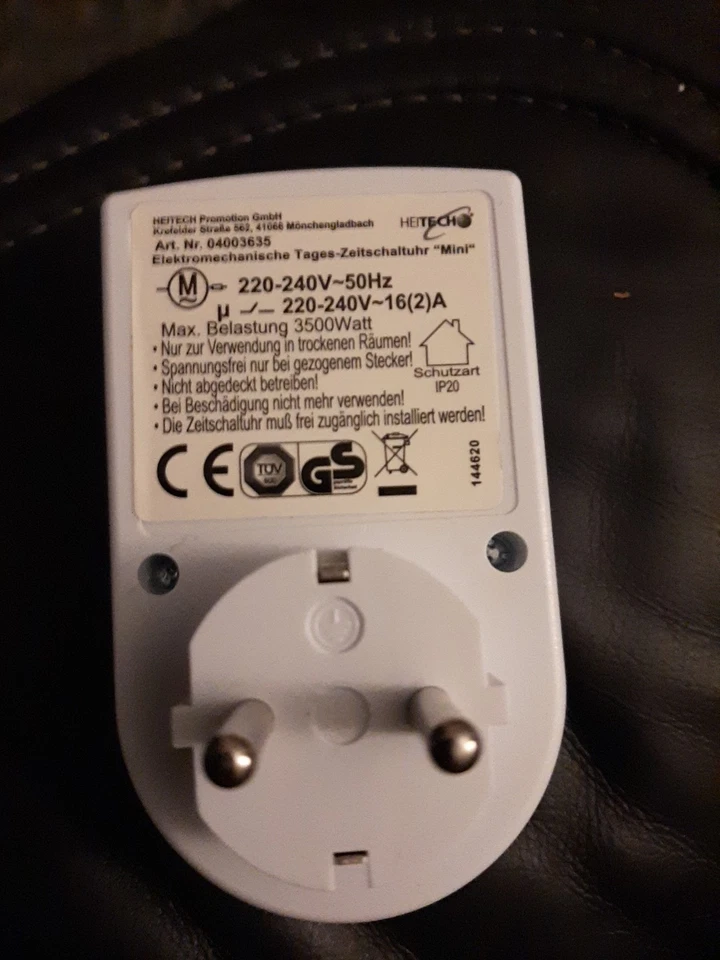 HEITECH Promotion GmbH
Krefelder Straße 562, 41066 Mönchengladbach
HEITECH
Art. Nr. 04003635
Elektromechanische Tages-Zeitschaltuhr "Mini"
M 220-240V~50Hz
µ 220-240V~16(2)A
Max. Belastung 3500Watt
• Nur zur Verwendung in trockenen Räumen!
• Spannungsfrei nur bei gezogenem Stecker!
• Nicht abgedeckt betreiben!
• Bei Beschädigung nicht mehr verwenden!
• Die Zeitschaltuhr muß frei zugänglich installiert werden!
Schutzart
IP20
CE TÜV GS
geprüfte
Sicherheit
144620